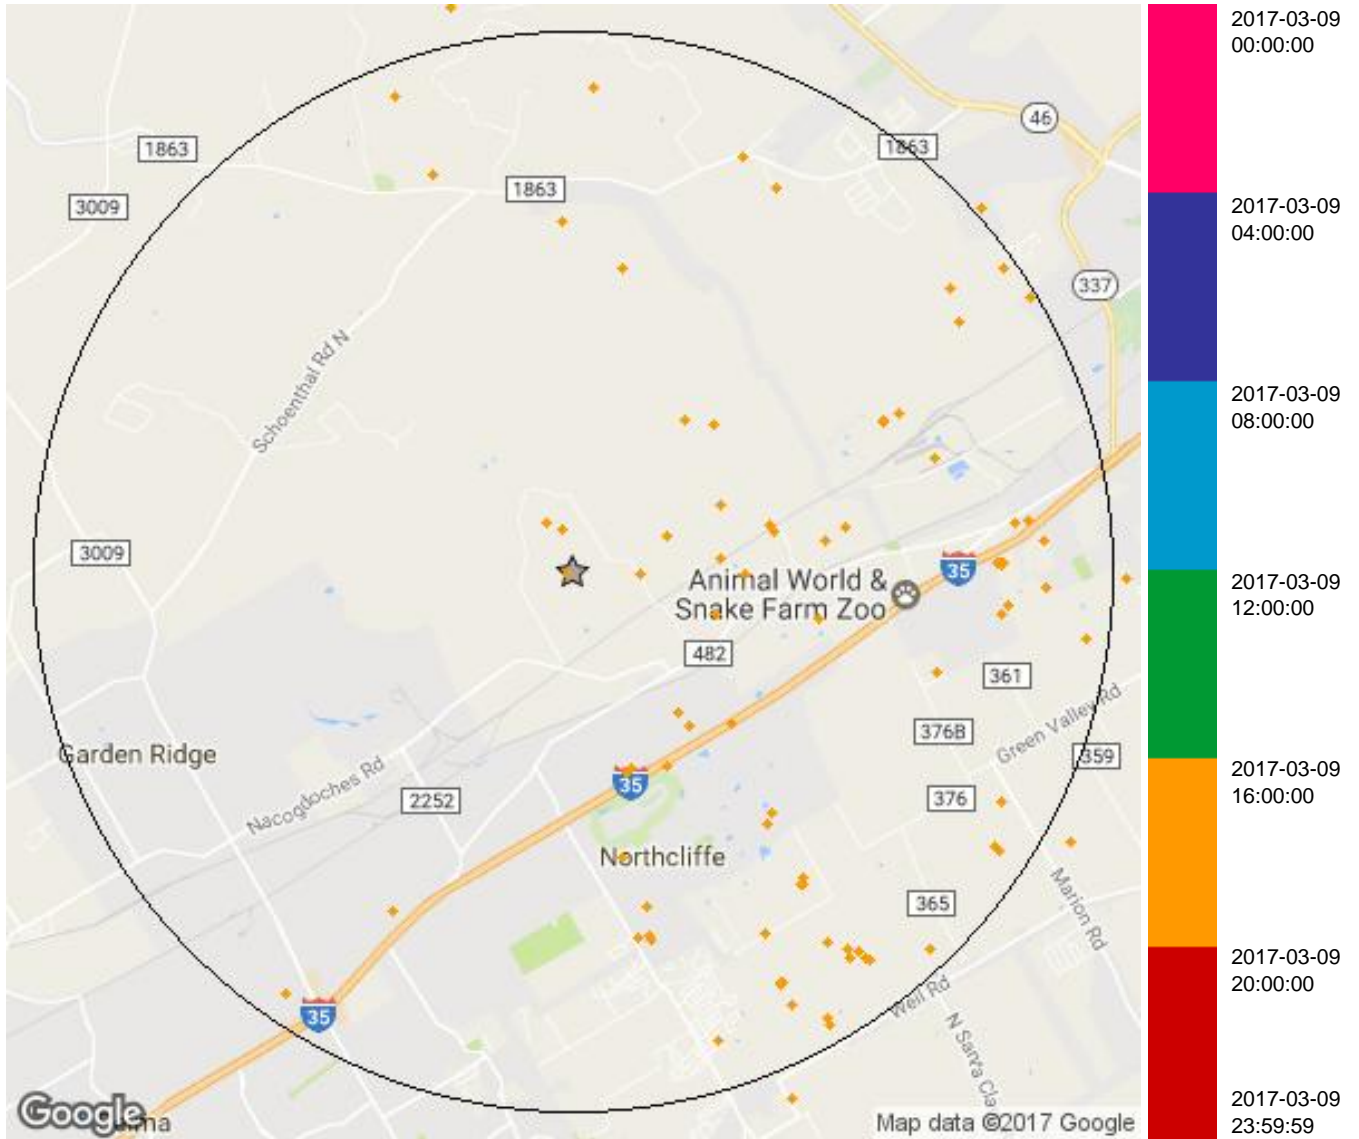 46
1863
1863
1863
3009
337
Schoenthal Rd N
3009
35
Animal World &
Snake Farm Zoo
482
361
376B
Green Valley Rd
359
Garden Ridge
35
376
2252
Nacogdoches Rd
Northcliffe
365
Marion Rd
Weil Rd
35
N Santa Cla
Google
Map data ©2017 Google
2017-03-09
00:00:00
2017-03-09
04:00:00
2017-03-09
08:00:00
2017-03-09
12:00:00
2017-03-09
16:00:00
2017-03-09
20:00:00
2017-03-09
23:59:59